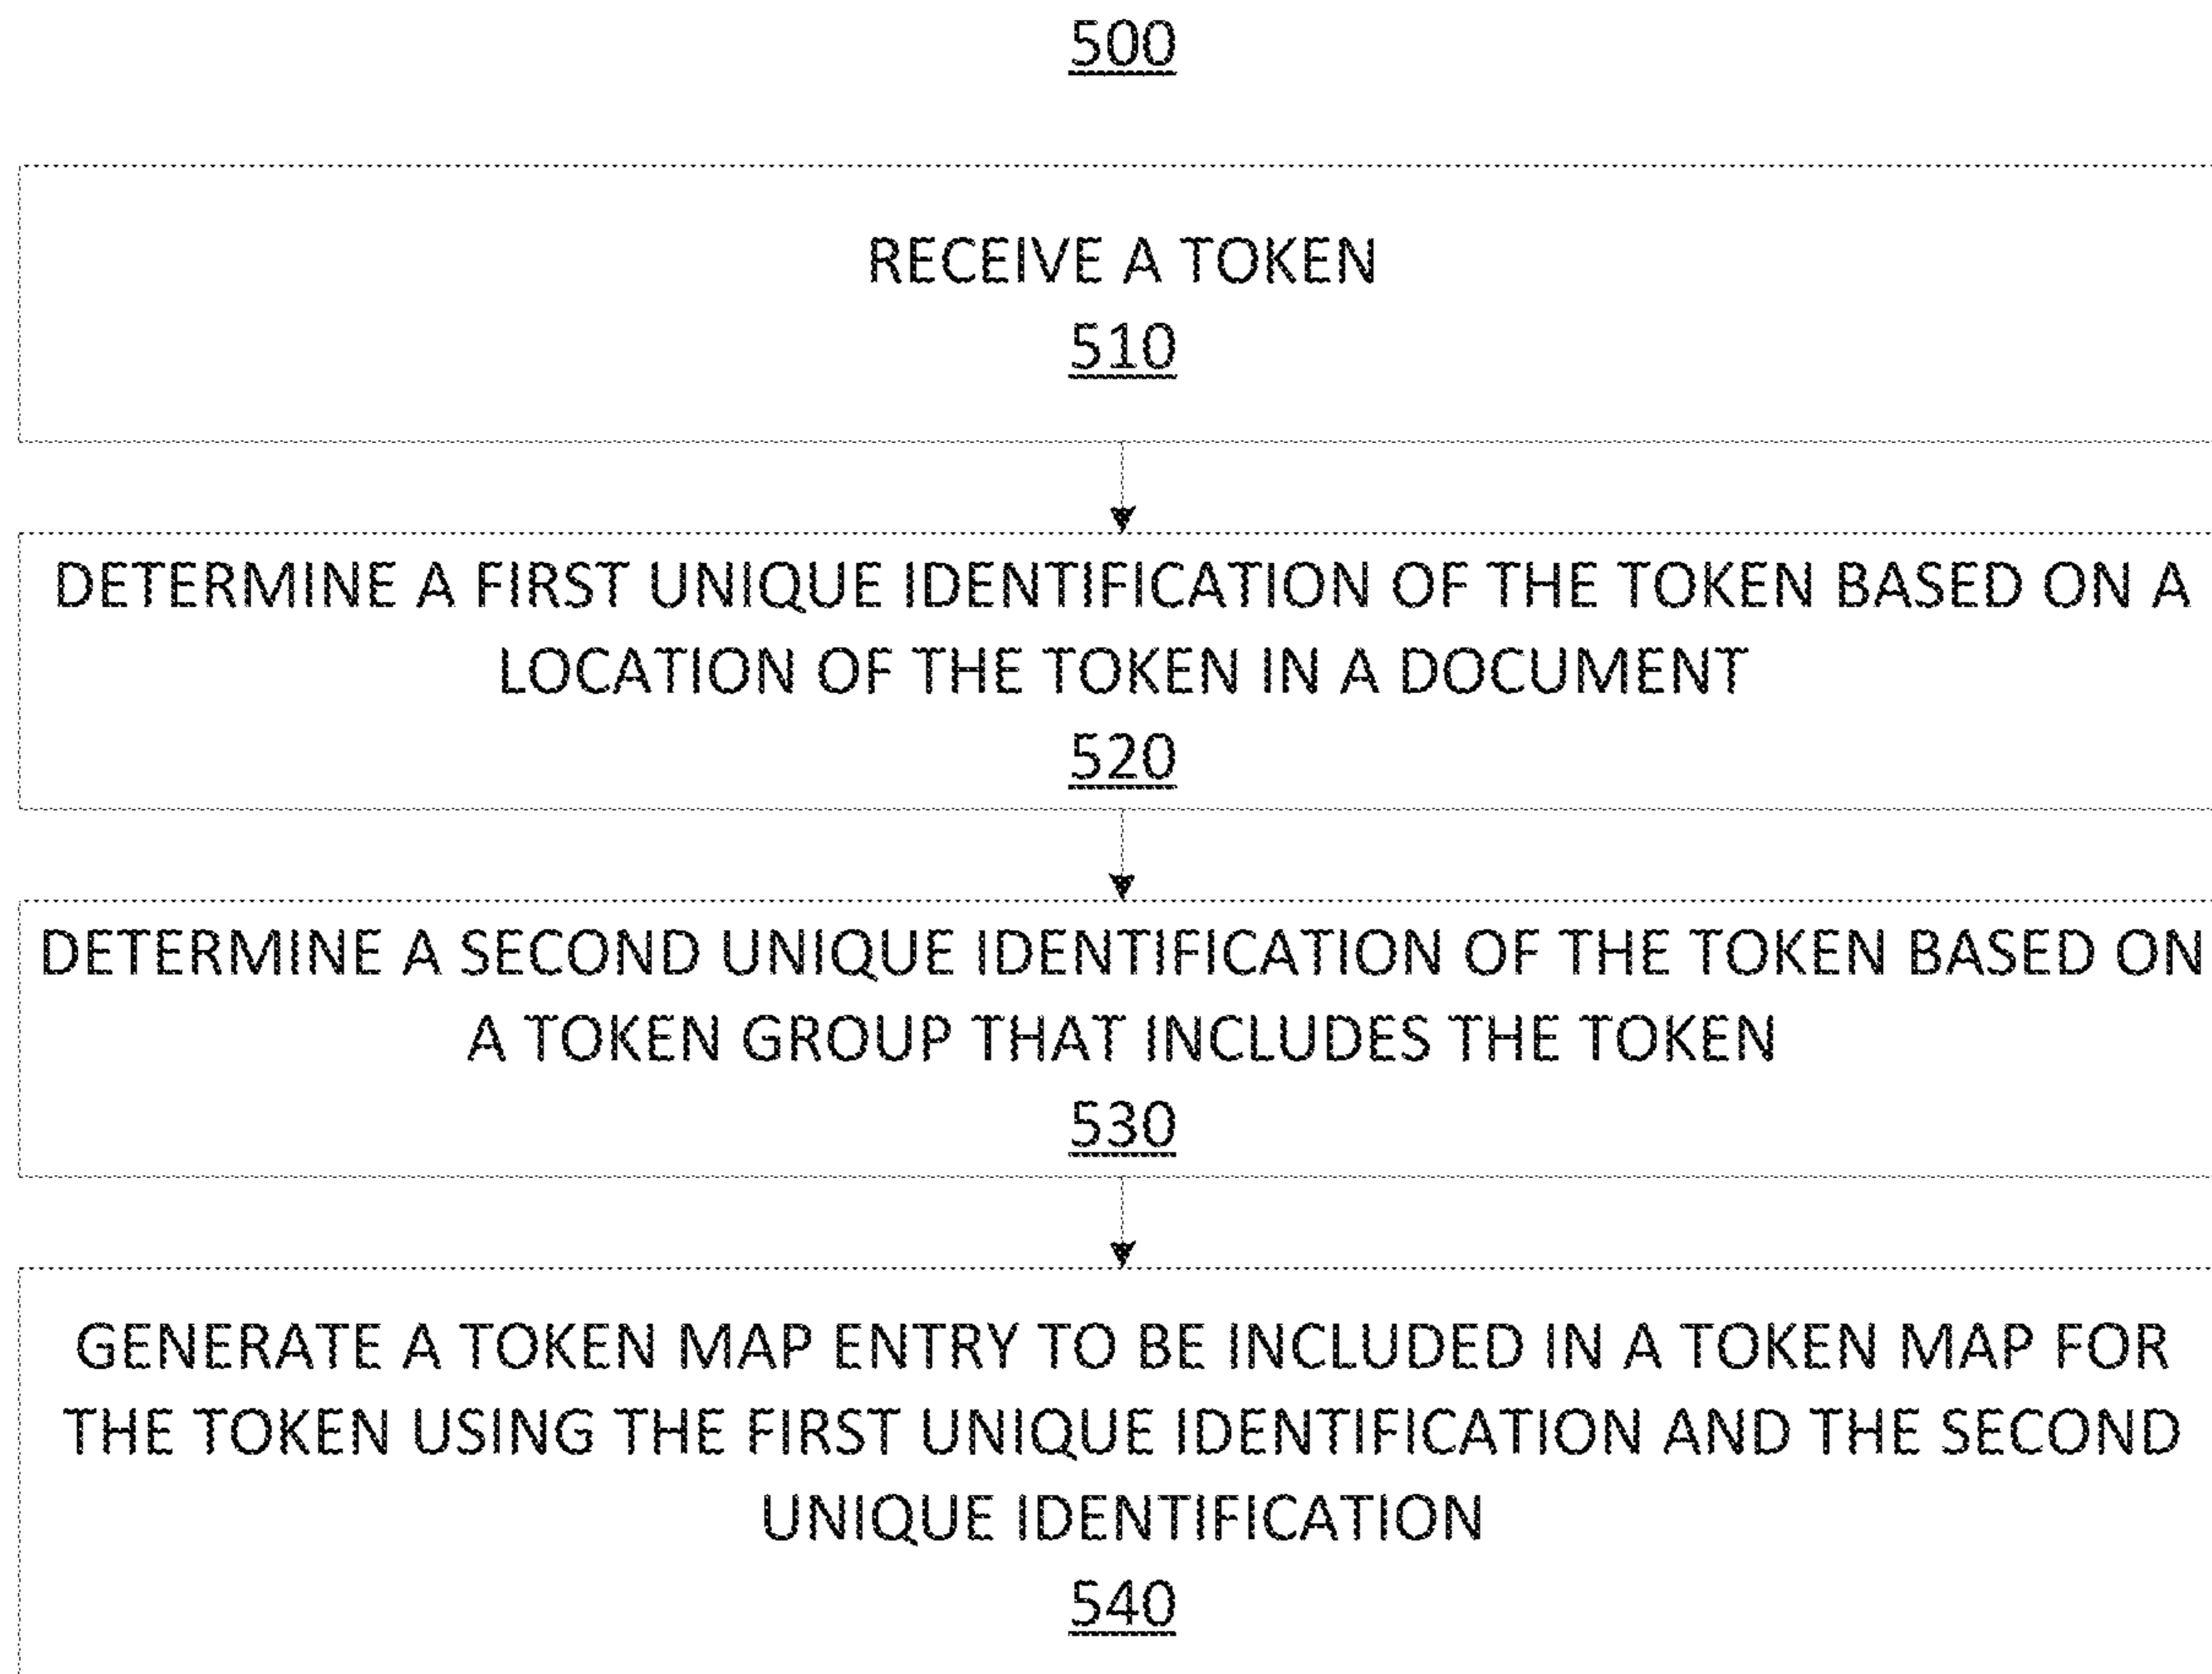 500
RECEIVE A TOKEN
510
DETERMINE A FIRST UNIQUE IDENTIFICATION OF THE TOKEN BASED ON A
LOCATION OF THE TOKEN IN A DOCUMENT
520
DETERMINE A SECOND UNIQUE IDENTIFICATION OF THE TOKEN BASED ON
A TOKEN GROUP THAT INCLUDES THE TOKEN
530
GENERATE A TOKEN MAP ENTRY TO BE INCLUDED IN A TOKEN MAP FOR
THE TOKEN USING THE FIRST UNIQUE IDENTIFICATION AND THE SECOND
UNIQUE IDENTIFICATION
540